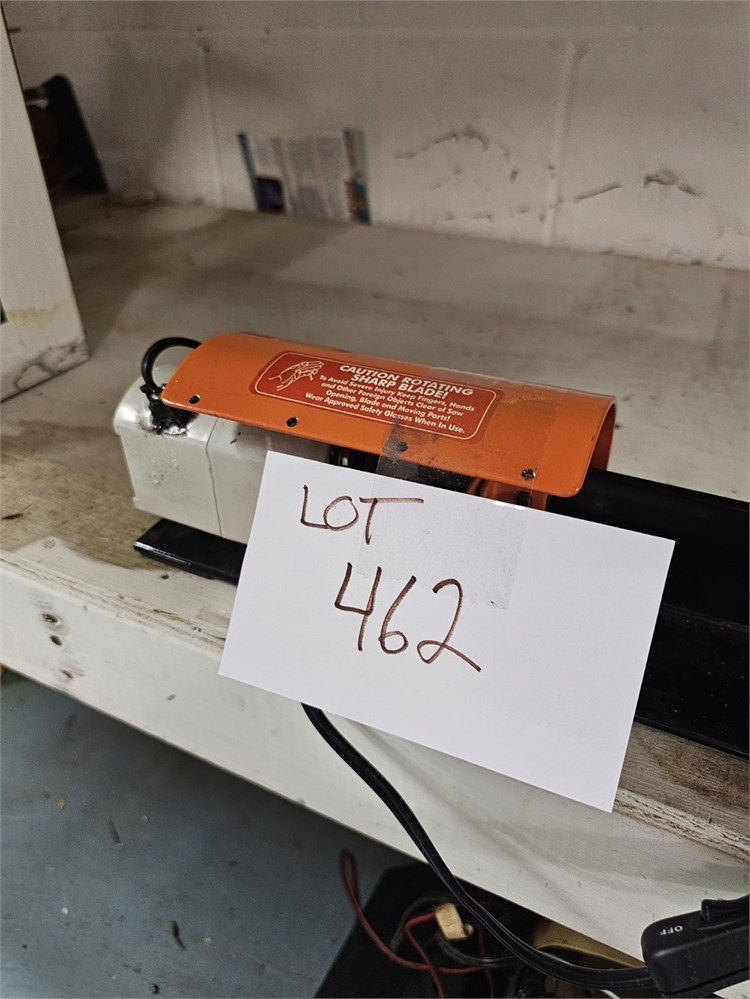 CAUTION ROTATING
SHARP BLADE!
To Avoid Severe Injury Keep Fingers, Hands
and Other Foreign Objects Clear of Saw
Opening, Blade and Moving Parts!
Wear Approved Safety Glasses When In Use.
LOT
462
OFF